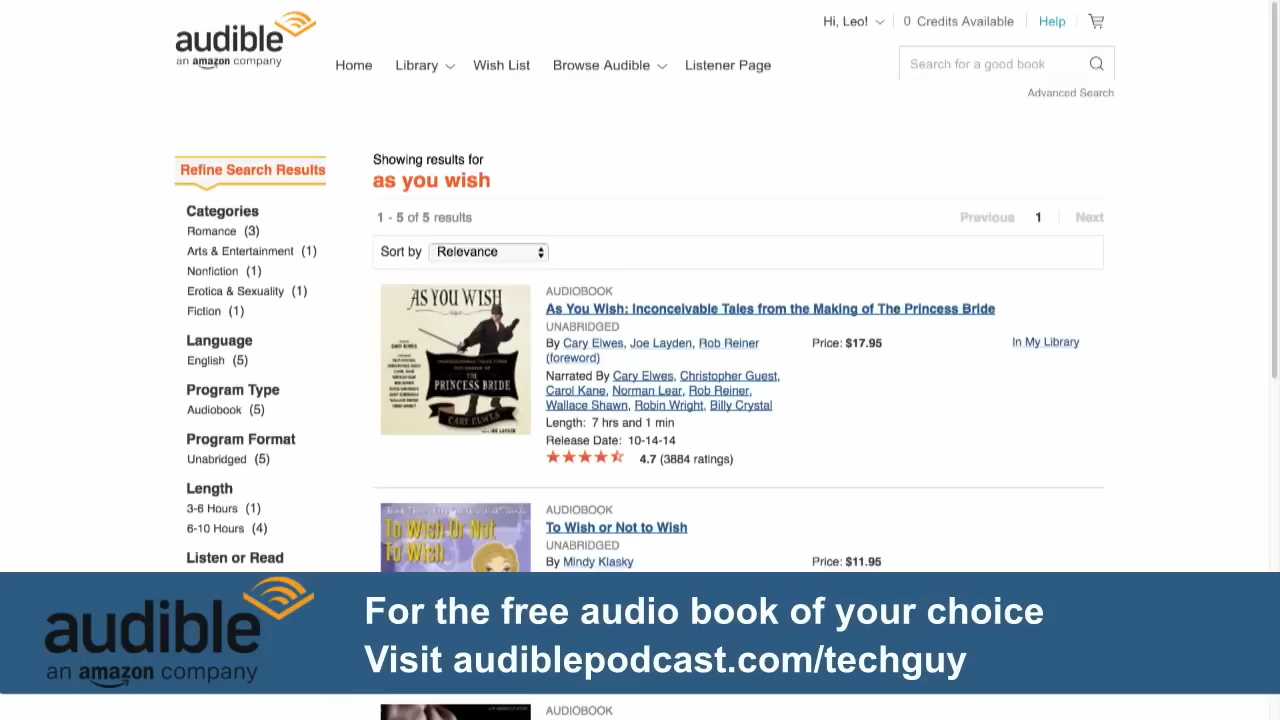 audible
an amazon company
Hi, Leo!
0 Credits Available
Help
Home
Library
Wish List
Browse Audible
Listener Page
Search for a good book
Advanced Search
Refine Search Results
Categories
Romance (3)
Arts & Entertainment (1)
Nonfiction (1)
Erotica & Sexuality (1)
Fiction (1)
Language
English (5)
Program Type
Audiobook (5)
Program Format
Unabridged (5)
Length
3-6 Hours (1)
6-10 Hours (4)
Listen or Read
Showing results for
as you wish
1 - 5 of 5 results
Previous 1 Next
Sort by Relevance
AS YOU WISH
THE
PRINCESS BRIDE
CARY ELWES
AUDIOBOOK
As You Wish: Inconceivable Tales from the Making of The Princess Bride
UNABRIDGED
By Cary Elwes, Joe Layden, Rob Reiner
(foreword)
Narrated By Cary Elwes, Christopher Guest,
Carol Kane, Norman Lear, Rob Reiner,
Wallace Shawn, Robin Wright, Billy Crystal
Length: 7 hrs and 1 min
Release Date: 10-14-14
4.7 (3884 ratings)
Price: $17.95
In My Library
To Wish Or Not
To Wish
AUDIOBOOK
To Wish or Not to Wish
UNABRIDGED
By Mindy Klasky
Price: $11.95
audible
an amazon company
For the free audio book of your choice
Visit audiblepodcast.com/techguy
AUDIOBOOK